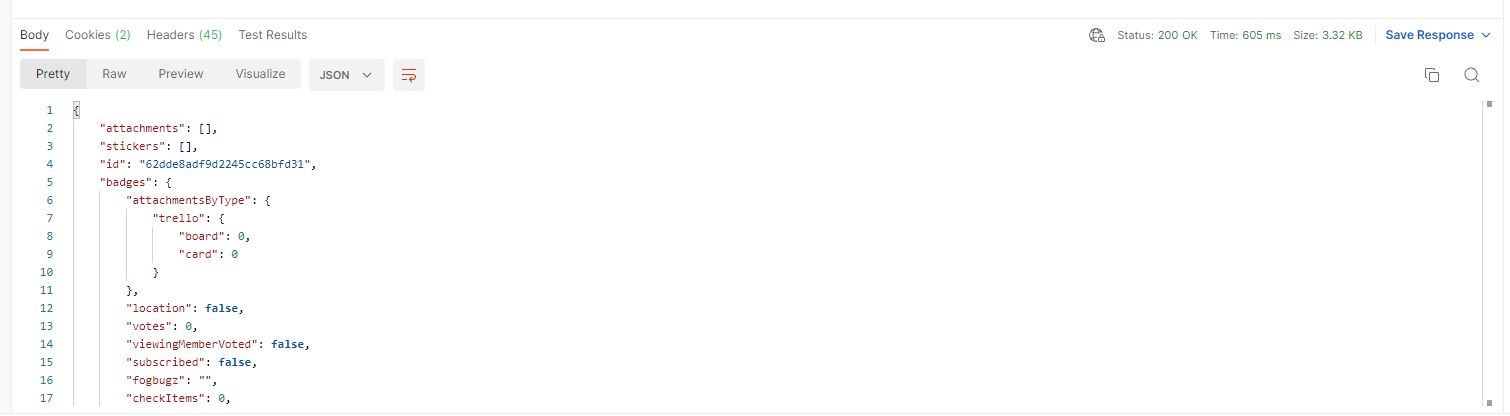 Body Cookies (2) Headers (45) Test Results Status: 200 OK Time: 605 ms Size: 3.32 KB Save Response
Pretty Raw Preview Visualize JSON
1 {
2 "attachments": [],
3 "stickers": [],
4 "id": "62dde8adf9d2245cc68bfd31",
5 "badges": {
6 "attachmentsByType": {
7 "trello": {
8 "board": 0,
9 "card": 0
10 }
11 },
12 "location": false,
13 "votes": 0,
14 "viewingMemberVoted": false,
15 "subscribed": false,
16 "fogbugz": "",
17 "checkItems": 0,